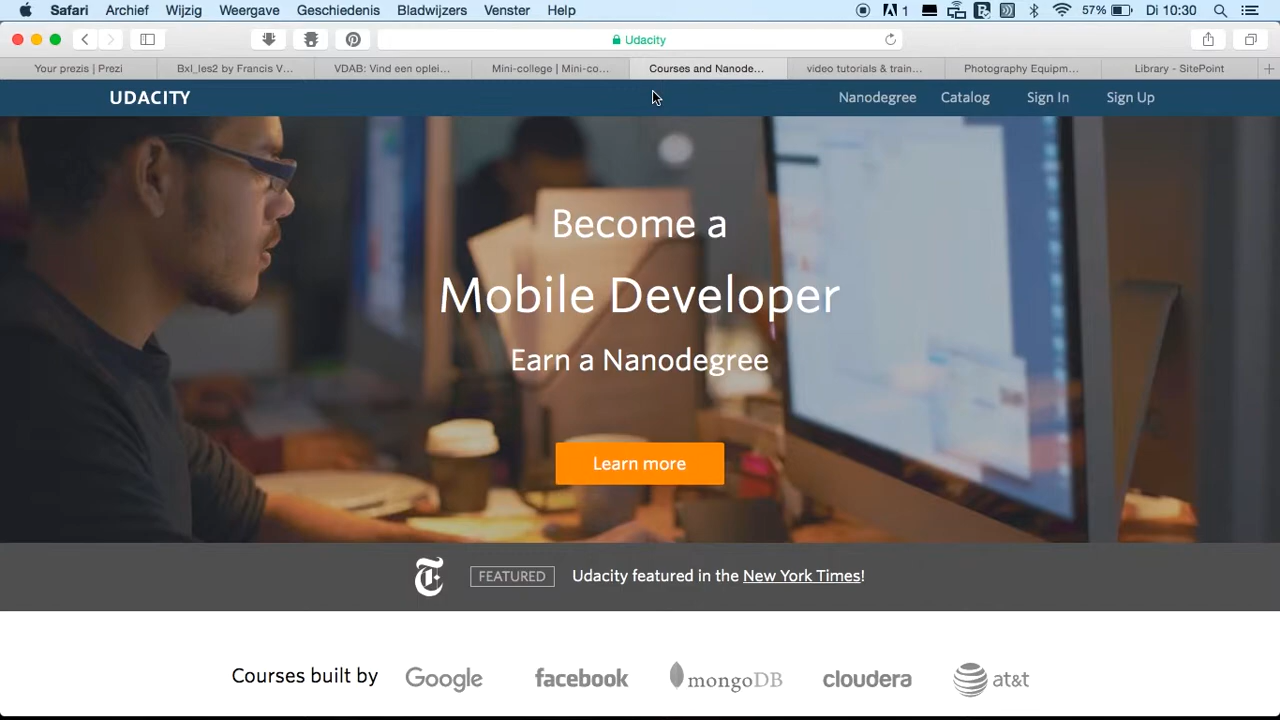 Safari Archief Wijzig Weergave Geschiedenis Bladwijzers Venster Help 1 57% Di 10:30
Udacity
Your prezis | Prezi Bxl_les2 by Francis V... VDAB: Vind een oplei... Mini-college | Mini-co... Courses and Nanode... video tutorials & train... Photography Equipm... Library - SitePoint
UDACITY Nanodegree Catalog Sign In Sign Up
Become a
Mobile Developer
Earn a Nanodegree
Learn more
FEATURED Udacity featured in the New York Times!
Courses built by Google facebook mongoDB cloudera at&t